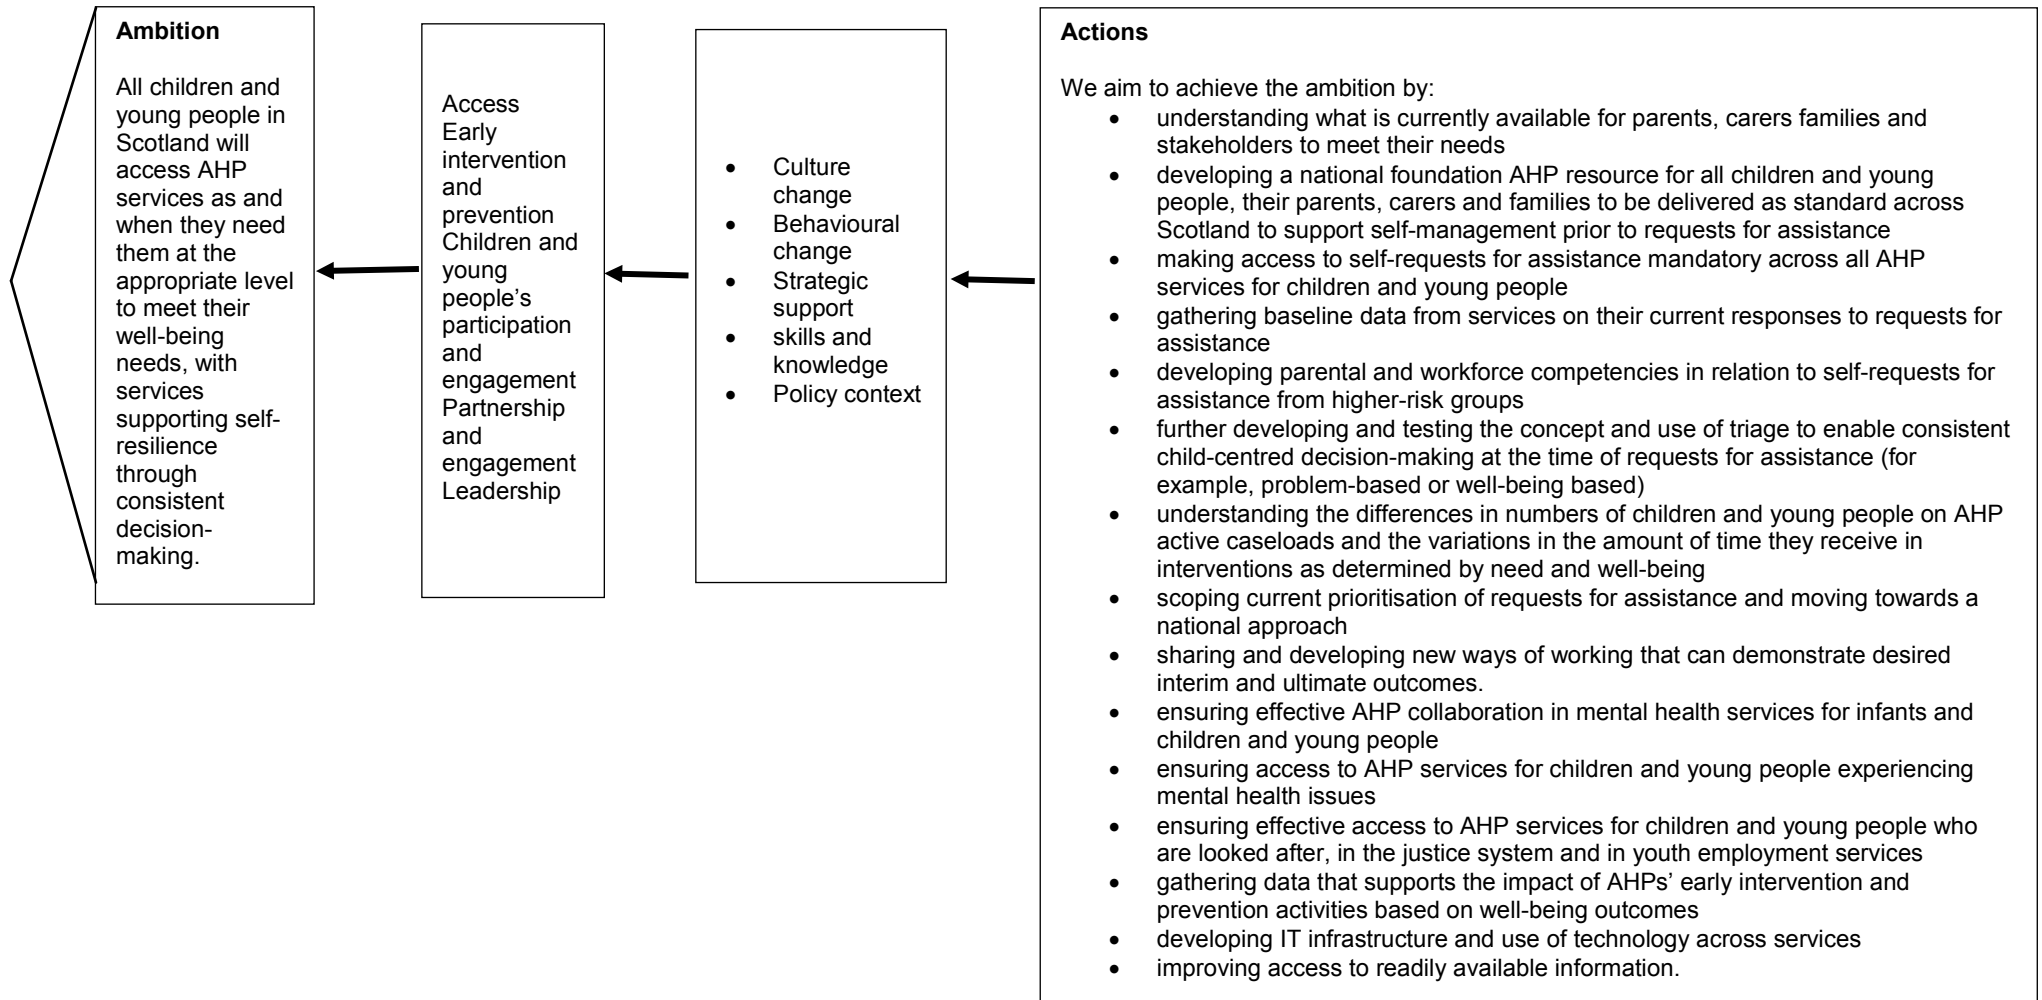 Ambition
All children and
young people in
Scotland will
access AHP
services as and
when they need
them at the
appropriate level
to meet their
well-being
needs, with
services
supporting self-
resilience
through
consistent
decision-
making.
Access
Early
intervention
and
prevention
Children and
young
people’s
participation
and
engagement
Partnership
and
engagement
Leadership
• Culture
change
• Behavioural
change
• Strategic
support
• skills and
knowledge
• Policy context
Actions
We aim to achieve the ambition by:
• understanding what is currently available for parents, carers families and
stakeholders to meet their needs
• developing a national foundation AHP resource for all children and young
people, their parents, carers and families to be delivered as standard across
Scotland to support self-management prior to requests for assistance
• making access to self-requests for assistance mandatory across all AHP
services for children and young people
• gathering baseline data from services on their current responses to requests for
assistance
• developing parental and workforce competencies in relation to self-requests for
assistance from higher-risk groups
• further developing and testing the concept and use of triage to enable consistent
child-centred decision-making at the time of requests for assistance (for
example, problem-based or well-being based)
• understanding the differences in numbers of children and young people on AHP
active caseloads and the variations in the amount of time they receive in
interventions as determined by need and well-being
• scoping current prioritisation of requests for assistance and moving towards a
national approach
• sharing and developing new ways of working that can demonstrate desired
interim and ultimate outcomes.
• ensuring effective AHP collaboration in mental health services for infants and
children and young people
• ensuring access to AHP services for children and young people experiencing
mental health issues
• ensuring effective access to AHP services for children and young people who
are looked after, in the justice system and in youth employment services
• gathering data that supports the impact of AHPs’ early intervention and
prevention activities based on well-being outcomes
• developing IT infrastructure and use of technology across services
• improving access to readily available information.